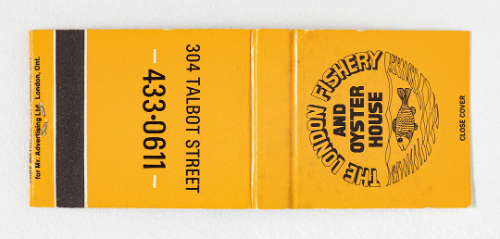 CLOSE COVER
THE LONDON FISHERY
AND
OYSTER
HOUSE
304 TALBOT STREET
– 433•0611 –
for Mr. Advertising Ltd. London, Ont.